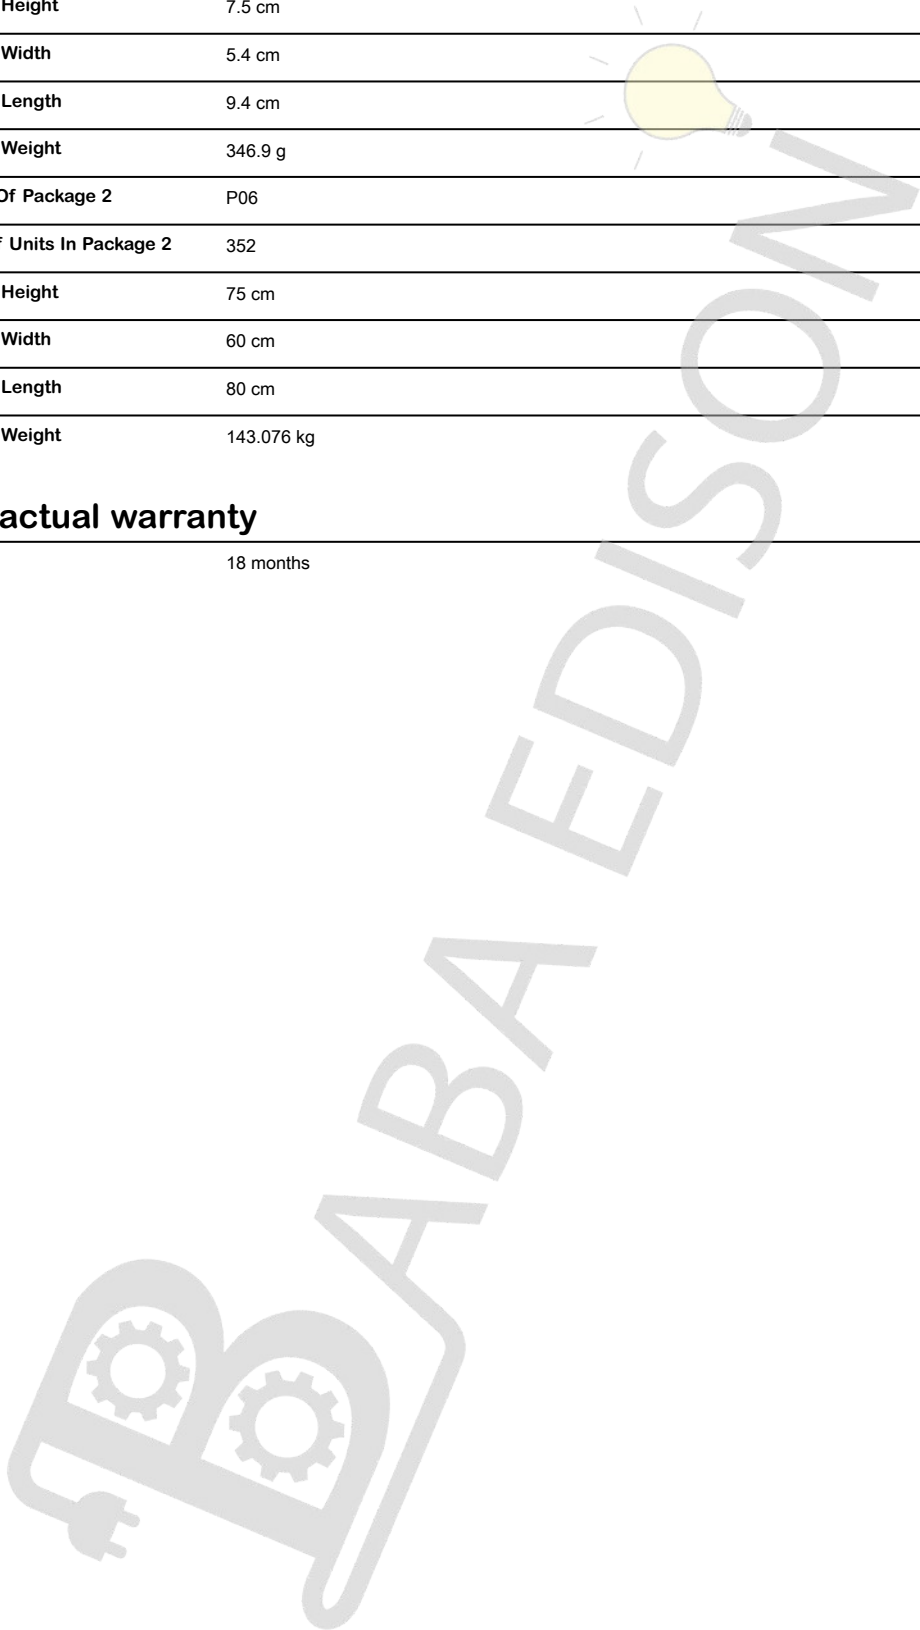 Height 7.5 cm
Width 5.4 cm
Length 9.4 cm
Weight 346.9 g
Of Package 2 P06
f Units In Package 2 352
Height 75 cm
Width 60 cm
Length 80 cm
Weight 143.076 kg
actual warranty
18 months
BABA EDISON